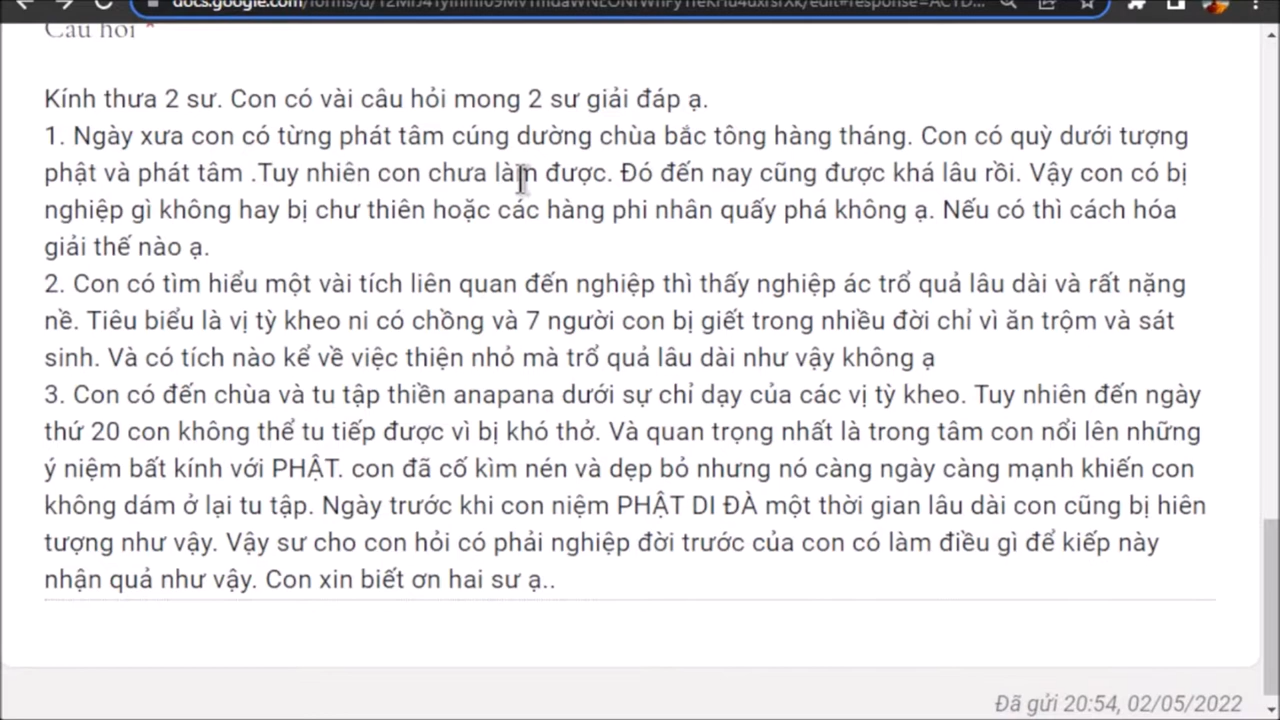 Câu hỏi *
Kính thưa 2 sư. Con có vài câu hỏi mong 2 sư giải đáp ạ.
1. Ngày xưa con có từng phát tâm cúng dường chùa bắc tông hàng tháng. Con có quỳ dưới tượng
phật và phát tâm .Tuy nhiên con chưa làm được. Đó đến nay cũng được khá lâu rồi. Vậy con có bị
nghiệp gì không hay bị chư thiên hoặc các hàng phi nhân quấy phá không ạ. Nếu có thì cách hóa
giải thế nào ạ.
2. Con có tìm hiểu một vài tích liên quan đến nghiệp thì thấy nghiệp ác trổ quả lâu dài và rất nặng
nề. Tiêu biểu là vị tỳ kheo ni có chồng và 7 người con bị giết trong nhiều đời chỉ vì ăn trộm và sát
sinh. Và có tích nào kể về việc thiện nhỏ mà trổ quả lâu dài như vậy không ạ
3. Con có đến chùa và tu tập thiền anapana dưới sự chỉ dạy của các vị tỳ kheo. Tuy nhiên đến ngày
thứ 20 con không thể tu tiếp được vì bị khó thở. Và quan trọng nhất là trong tâm con nổi lên những
ý niệm bất kính với PHẬT. con đã cố kìm nén và dẹp bỏ nhưng nó càng ngày càng mạnh khiến con
không dám ở lại tu tập. Ngày trước khi con niệm PHẬT DI ĐÀ một thời gian lâu dài con cũng bị hiên
tượng như vậy. Vậy sư cho con hỏi có phải nghiệp đời trước của con có làm điều gì để kiếp này
nhận quả như vậy. Con xin biết ơn hai sư ạ..
Đã gửi 20:54, 02/05/2022